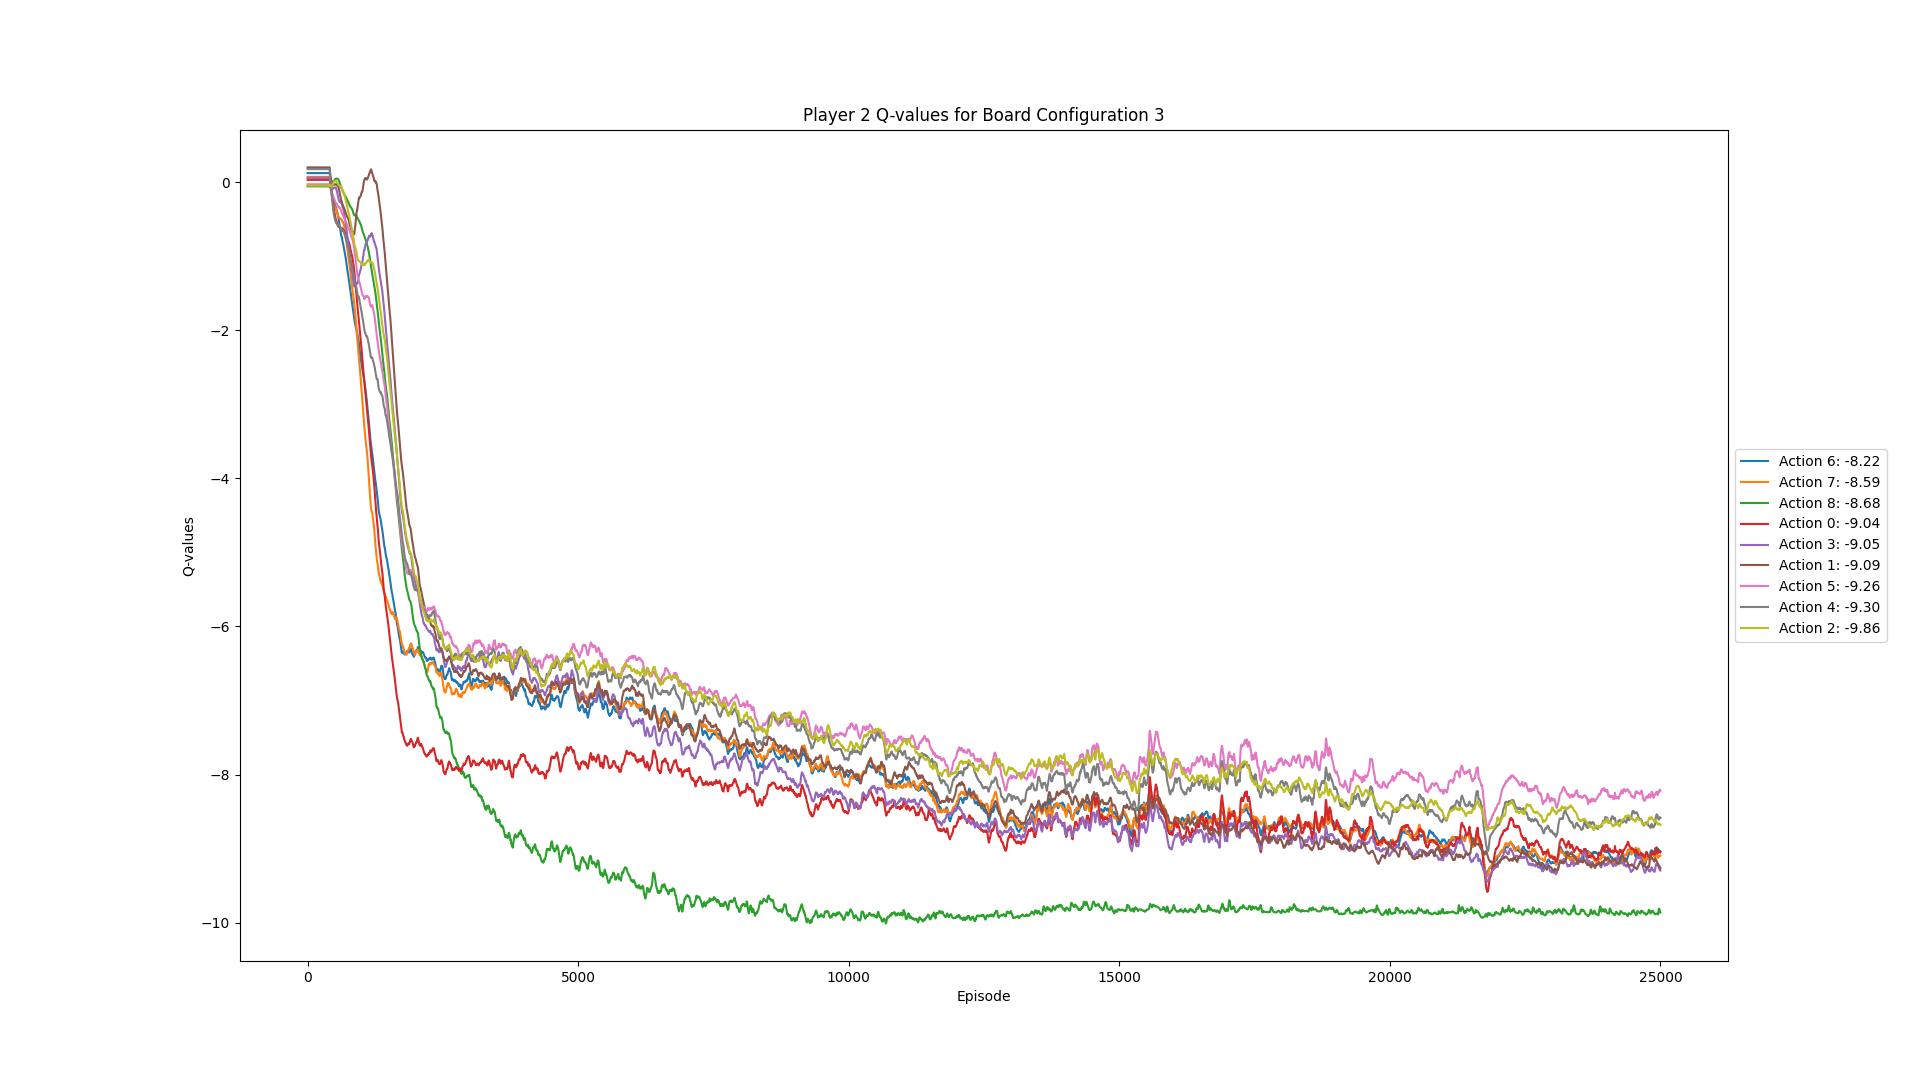 Player 2 Q-values for Board Configuration 3
0
−2
−4
−6
−8
−10
Q-values
0
5000
10000
15000
20000
25000
Episode
Action 6: -8.22
Action 7: -8.59
Action 8: -8.68
Action 0: -9.04
Action 3: -9.05
Action 1: -9.09
Action 5: -9.26
Action 4: -9.30
Action 2: -9.86